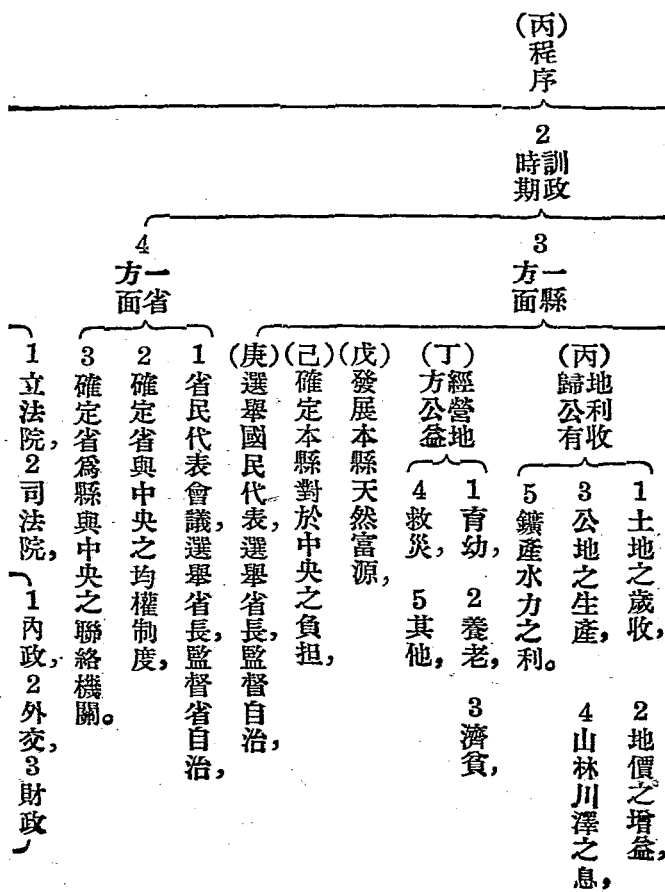 (丙)程序
2 訓政時期
3 一縣方面
(丙)地利收歸公有
1 土地之歲收, 2 地價之增益,
3 公地之生產, 4 山林川澤之息,
5 鑛產水力之利。
(丁)經營地方公益
1 育幼, 2 養老, 3 濟貧,
4 救災, 5 其他,
(戊)發展本縣天然富源,
(己)確定本縣對於中央之負担,
(庚)選舉國民代表,選舉省長,監督自治,
4 一省方面
1 省民代表會議,選舉省長,監督省自治,
2 確定省與中央之均權制度,
3 確定省爲縣與中央之聯絡機關。
1 立法院, 2 司法院,
1 內政, 2 外交, 3 財政